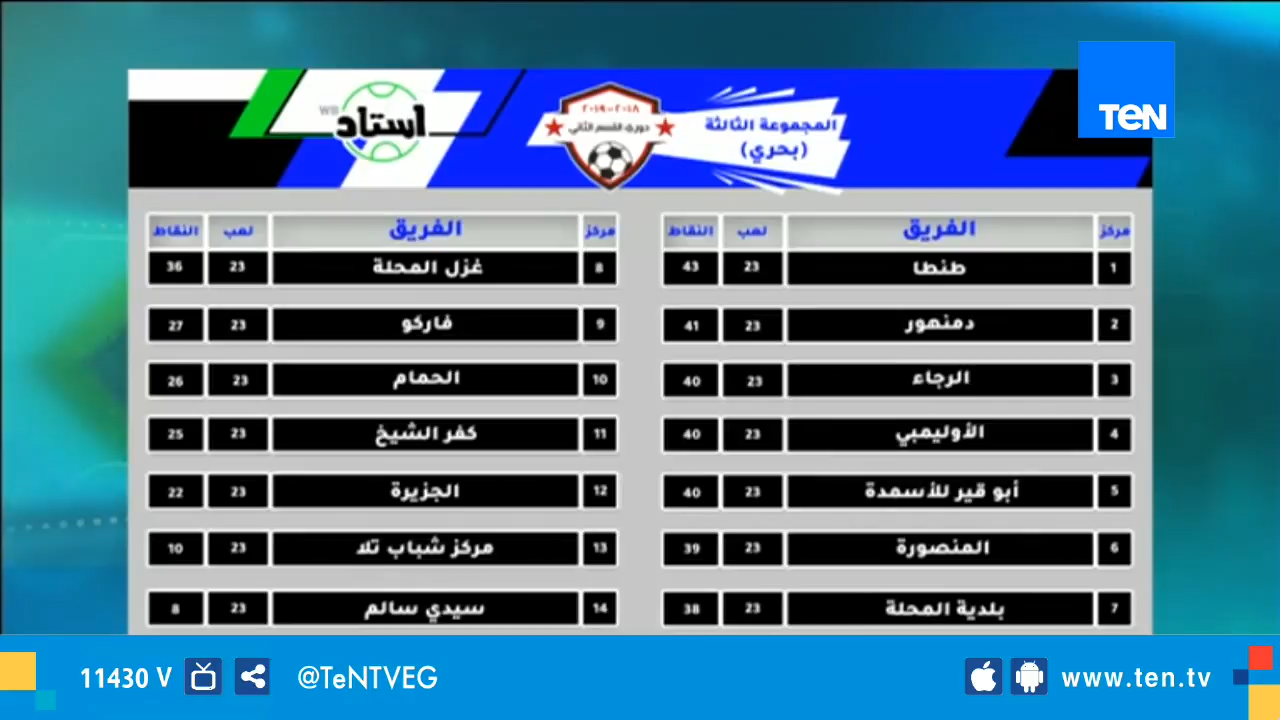 TEN
WB
استاد
٢٠١٨-٢٠١٩
دوري القسم الثاني
المجموعة الثالثة
(بحري)
مركز الفريق لعب النقاط
1 طنطا 23 43
2 دمنهور 23 41
3 الرجاء 23 40
4 الأوليمبي 23 40
5 أبو قير للأسمدة 23 40
6 المنصورة 23 39
7 بلدية المحلة 23 38
مركز الفريق لعب النقاط
8 غزل المحلة 23 36
9 فاركو 23 27
10 الحمام 23 26
11 كفر الشيخ 23 25
12 الجزيرة 23 22
13 مركز شباب تلا 23 10
14 سيدي سالم 23 8
11430 V @TeNTVEG www.ten.tv